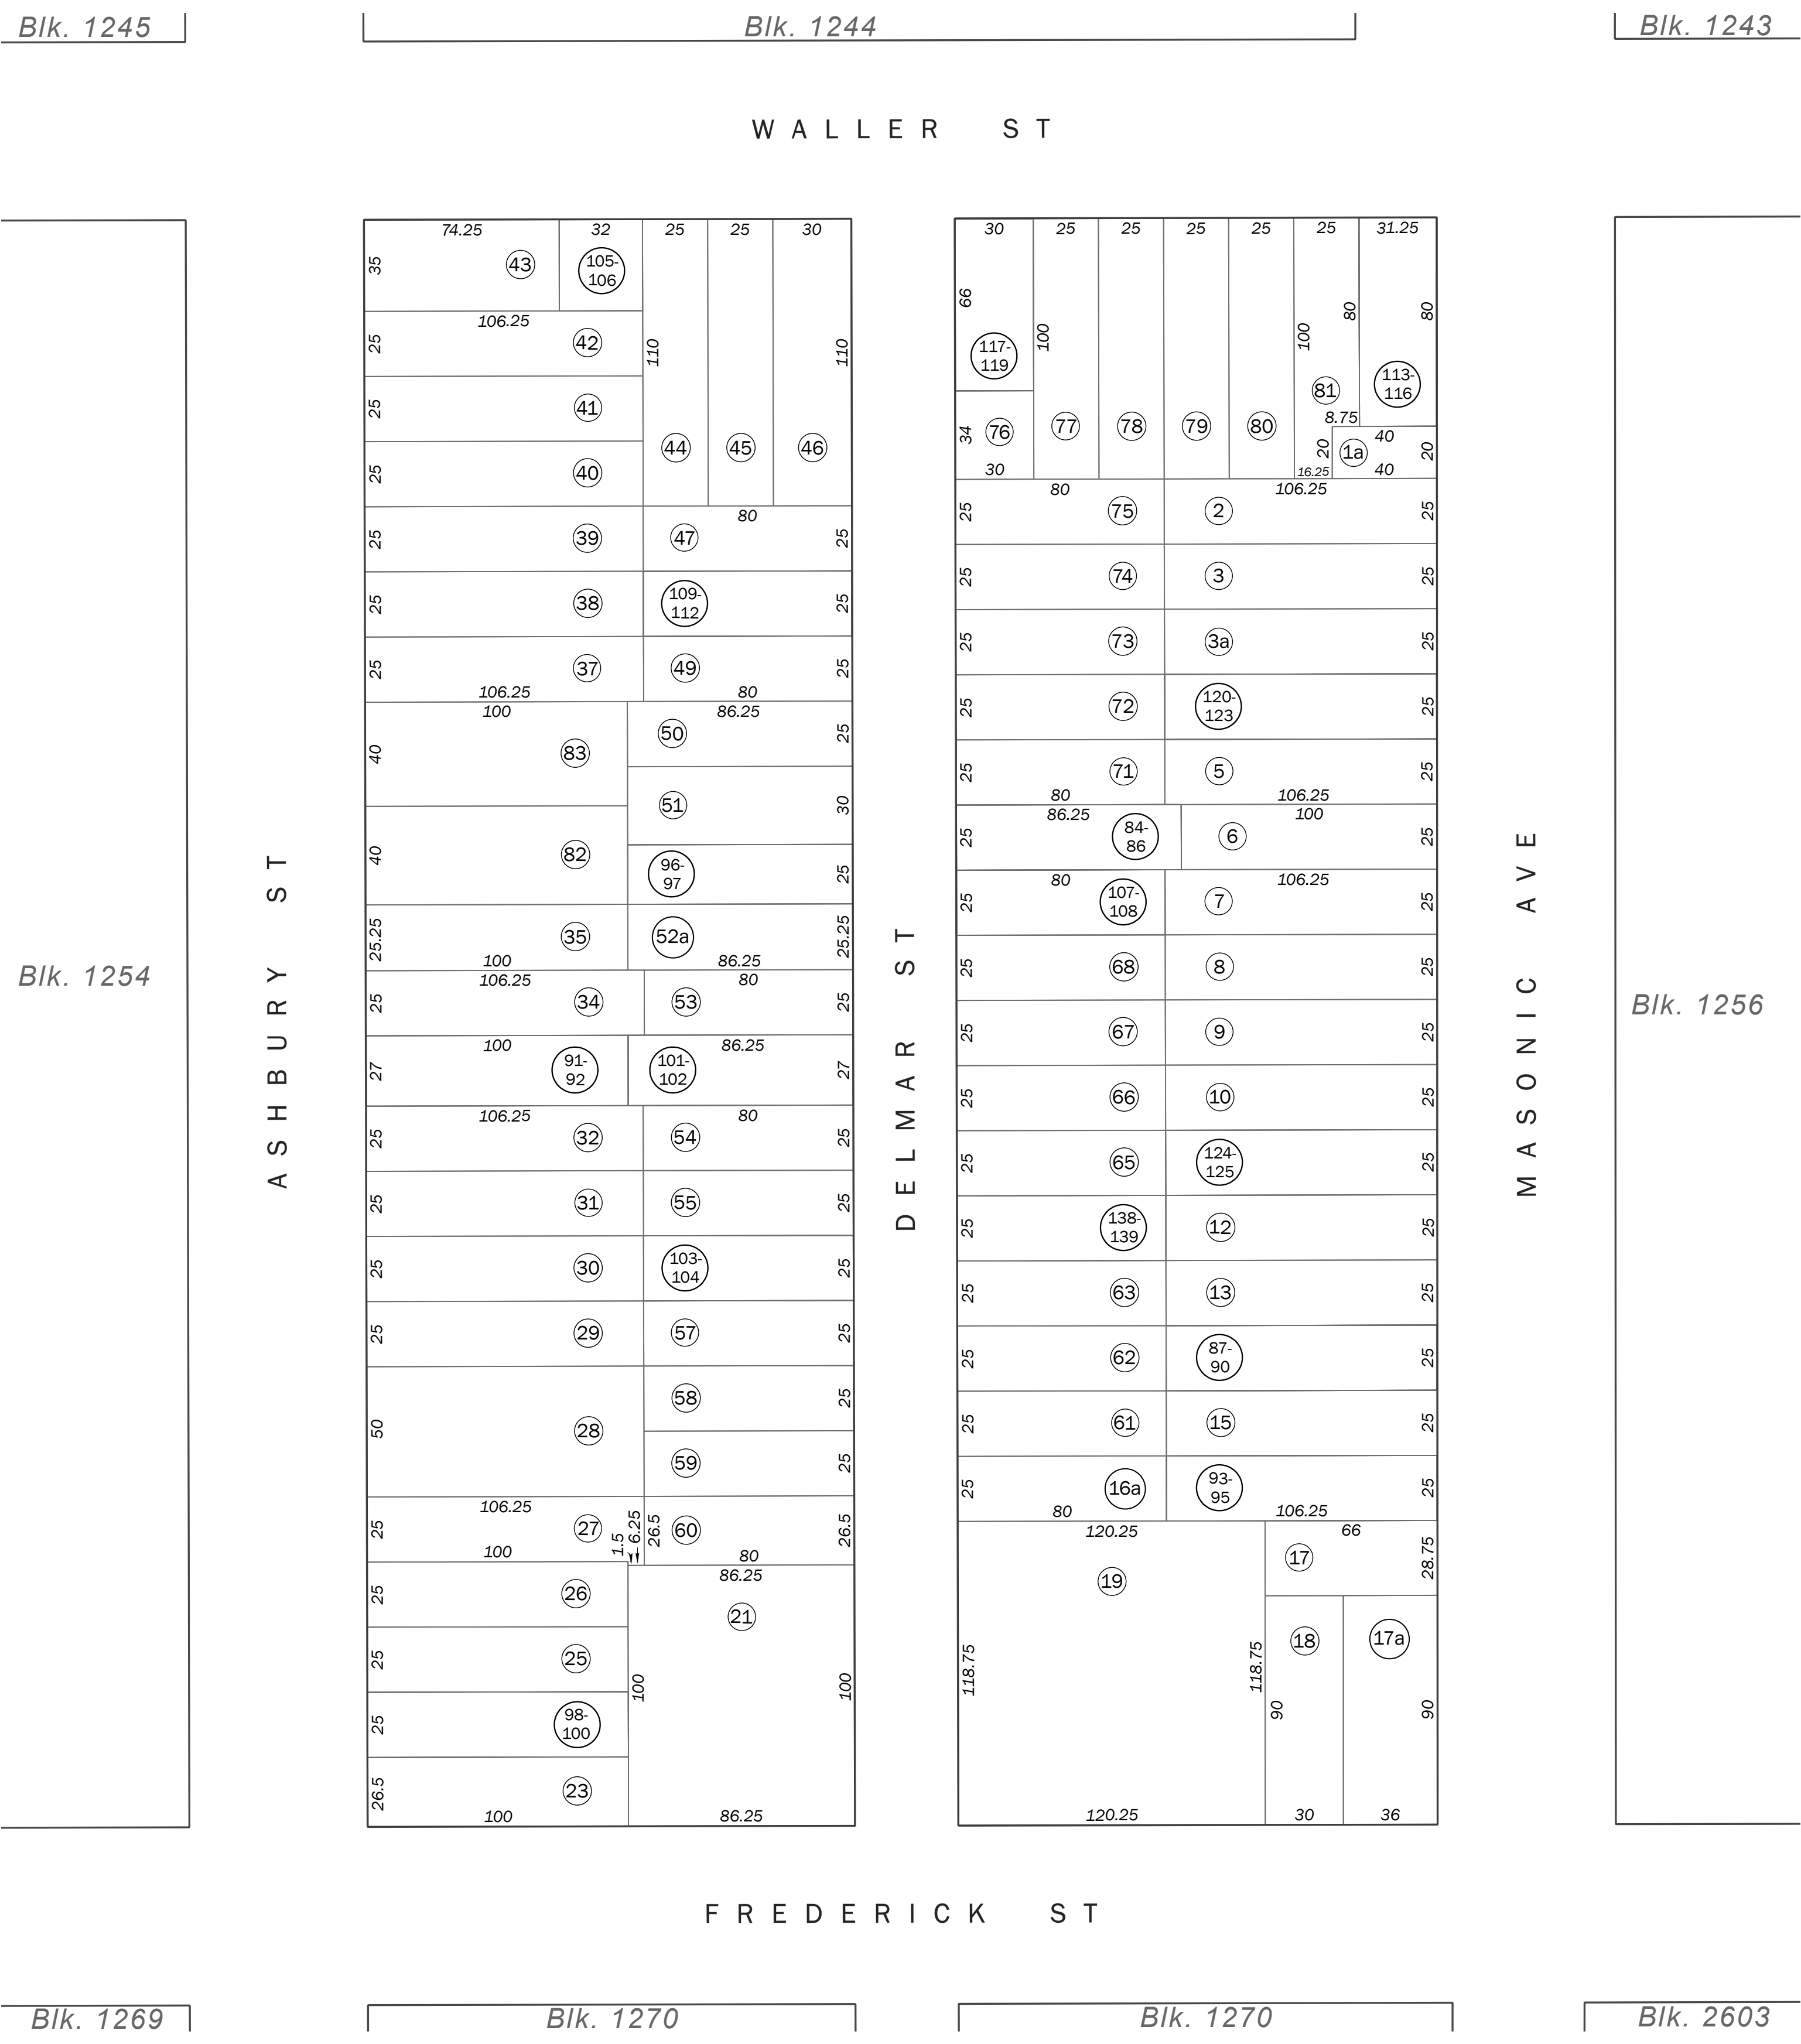 Blk. 1245
Blk. 1244
Blk. 1243
WALLER ST
74.25 32 25 25 30
35 43 105-
106
106.25
25 42
110 110
25 41
25 40
44 45 46
80
25 39 47 25
25 38 109-
112 25
25 37 49 25
106.25 80
100 86.25
50 25
40 83
51 30
40 82
96-
97 25
25.25 35 52a 25.25
100 86.25
106.25 80
25 34 53 25
100 86.25
27 91-
92 101-
102 27
106.25 80
25 32 54 25
25 31 55 25
25 30 103-
104 25
25 29 57 25
58 25
50 28
59 25
106.25
25 27 1.5 6.25 26.5 60 26.5
100 80
86.25
25 26
21
25 25
100 100
25 98-
100
26.5 23
100 86.25
30 25 25 25 25 25 31.25
66 100 100 80 80
117-
119
81 113-
116
8.75
34 76 77 78 79 80 20 1a 40 20
30 16.25 40
80 106.25
25 75 2 25
25 74 3 25
25 73 3a 25
25 72 120-
123 25
25 71 5 25
80 106.25
86.25 100
25 84-
86 6 25
80 106.25
25 107-
108 7 25
25 68 8 25
25 67 9 25
25 66 10 25
25 65 124-
125 25
25 138-
139 12 25
25 63 13 25
25 62 87-
90 25
25 61 15 25
25 16a 93-
95 25
80 106.25
120.25 66
19 17 28.75
18 17a
118.75 118.75 90 90
120.25 30 36
ASHBURY ST
DELMAR ST
MASONIC AVE
Blk. 1254
Blk. 1256
FREDERICK ST
Blk. 1269
Blk. 1270
Blk. 1270
Blk. 2603